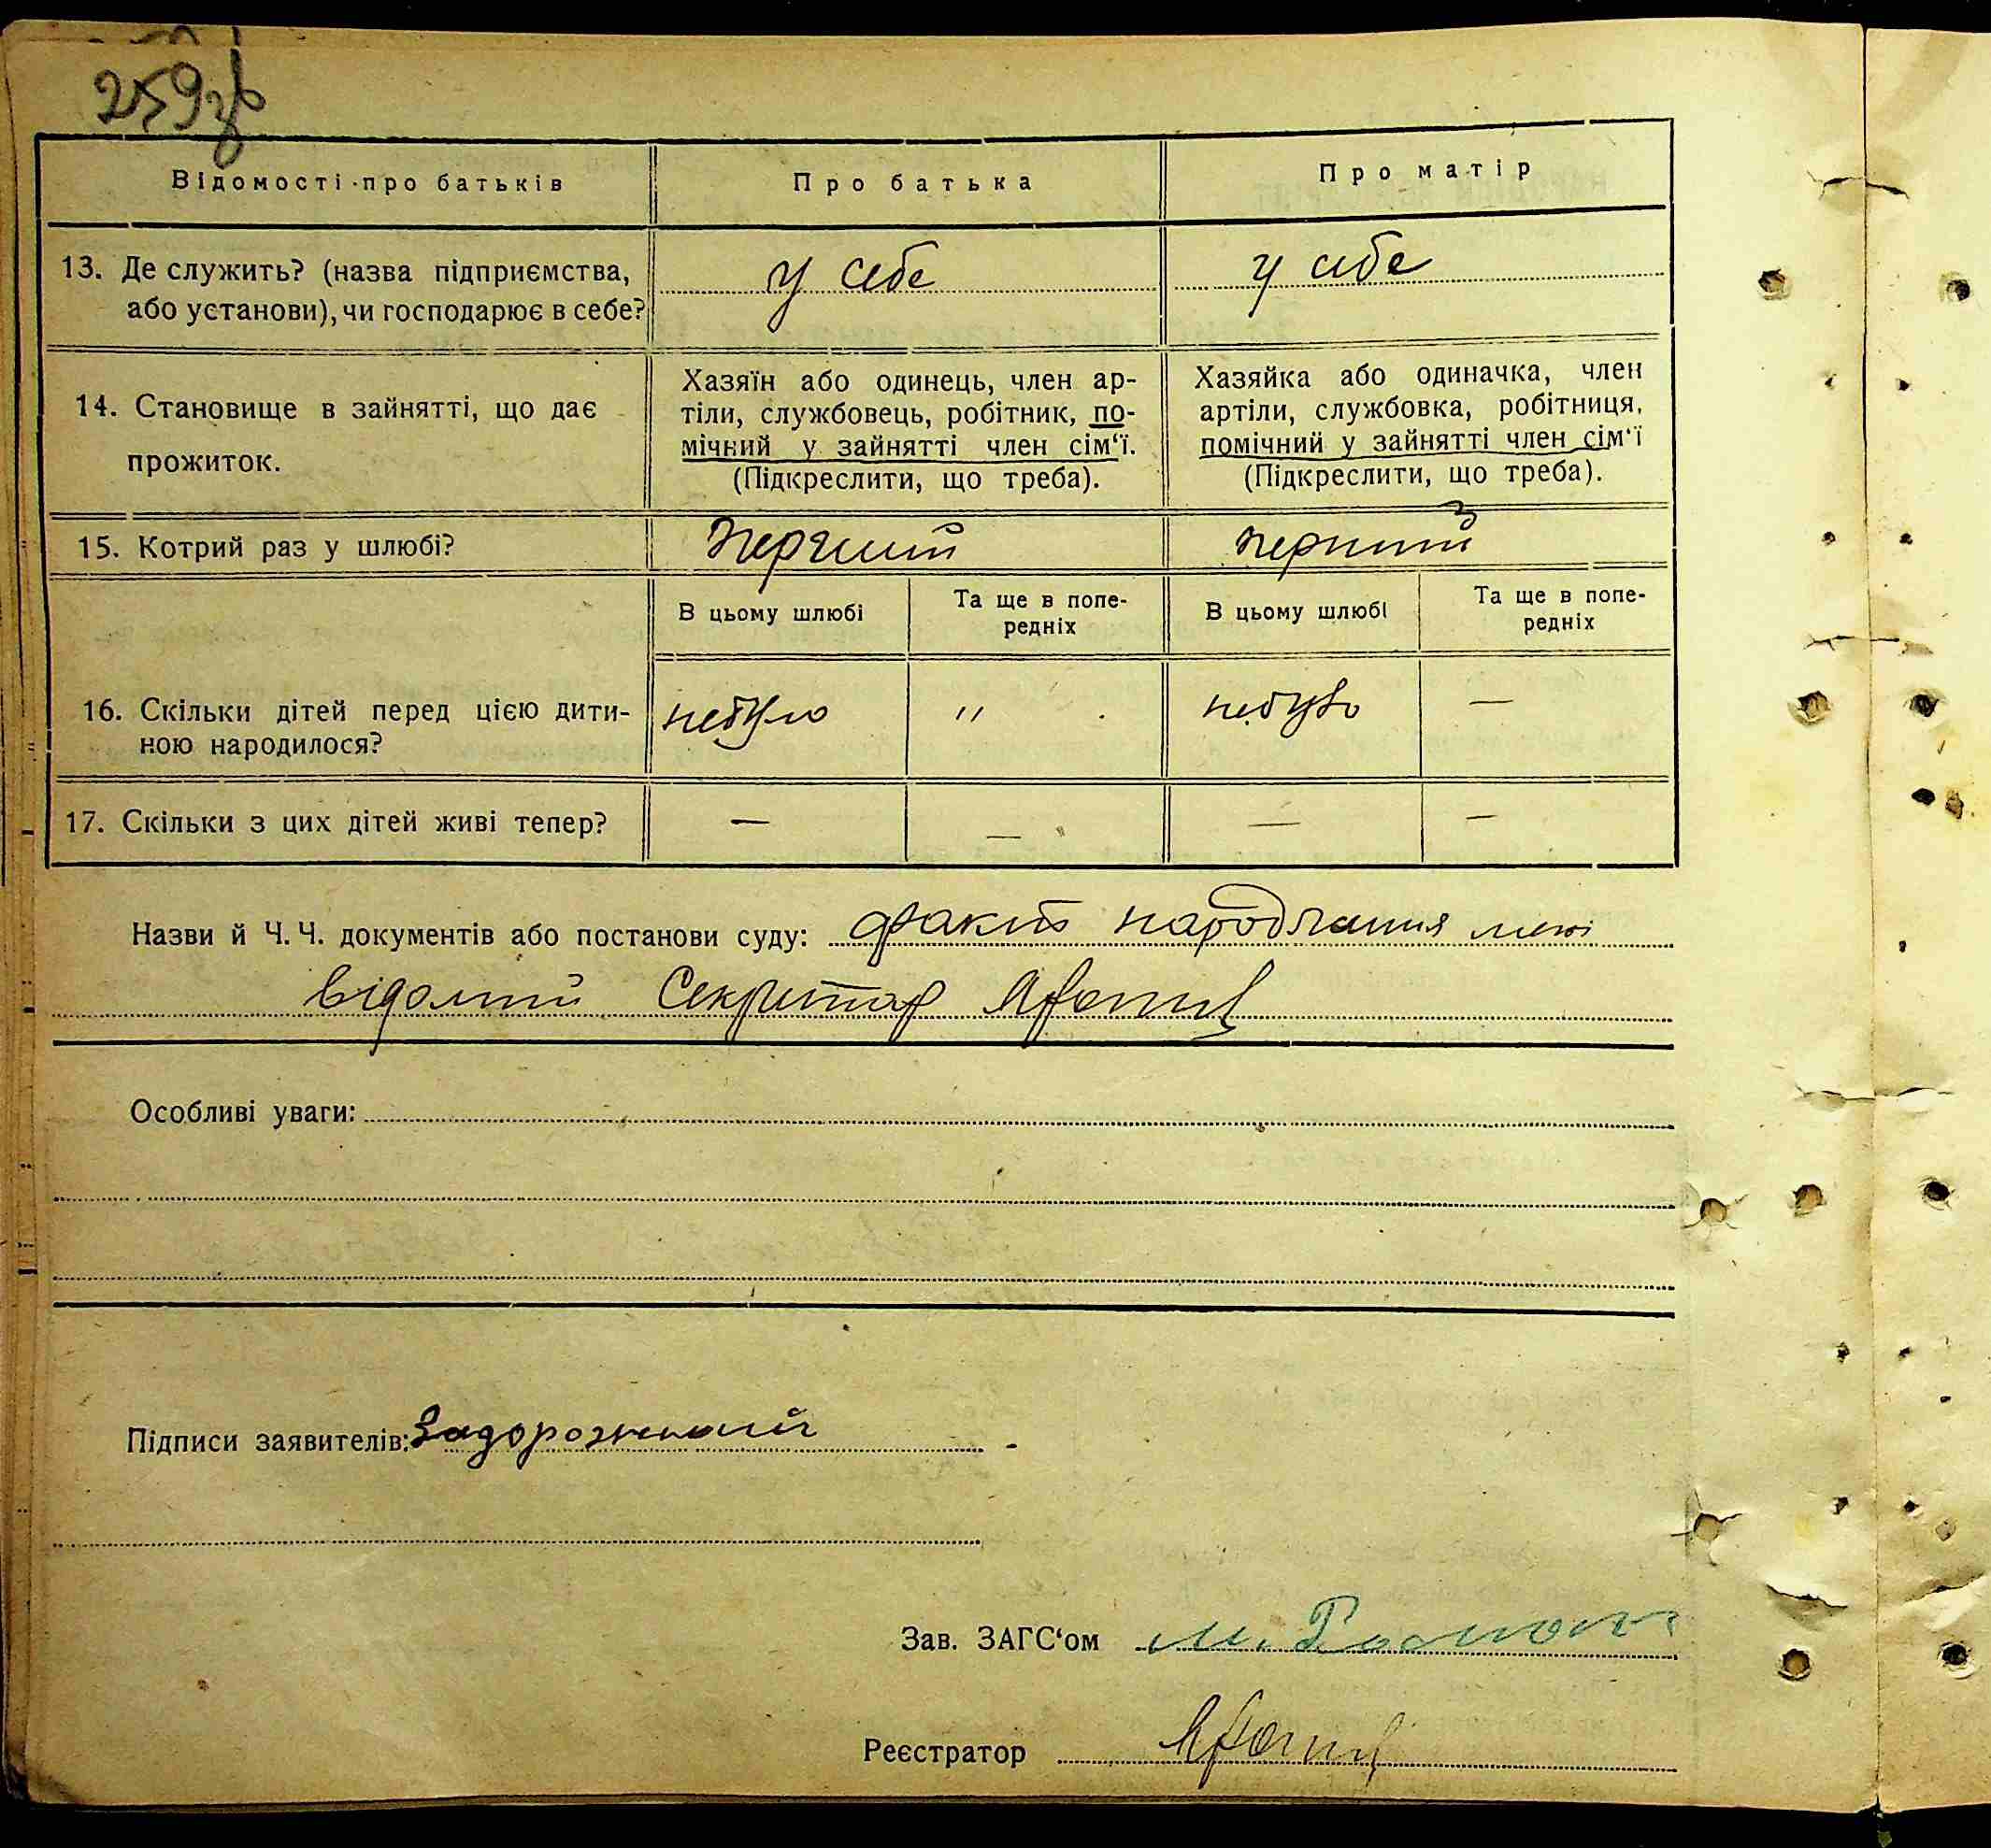 259зв
Відомості про батьків
Про батька
Про матір
13. Де служить? (назва підприємства,
або установи), чи господарює в себе?
у себе
у себе
14. Становище в зайнятті, що дає
прожиток.
Хазяїн або одинець, член ар-
тіли, службовець, робітник, по-
мічний у зайнятті член сім'ї.
(Підкреслити, що треба).
Хазяйка або одиначка, член
артіли, службовка, робітниця,
помічний у зайнятті член сім'ї
(Підкреслити, що треба).
15. Котрий раз у шлюбі?
перший
перший
В цьому шлюбі
Та ще в попе-
редніх
В цьому шлюбі
Та ще в попе-
редніх
16. Скільки дітей перед цією дити-
ною народилося?
небуло
"
небуло
—
17. Скільки з цих дітей живі тепер?
—
—
—
—
Назви й Ч. Ч. документів або постанови суду: факт народження мені
відомий Секретар
Особливі уваги:
Підписи заявителів: Задорожний
Зав. ЗАГС'ом М.
Реєстратор